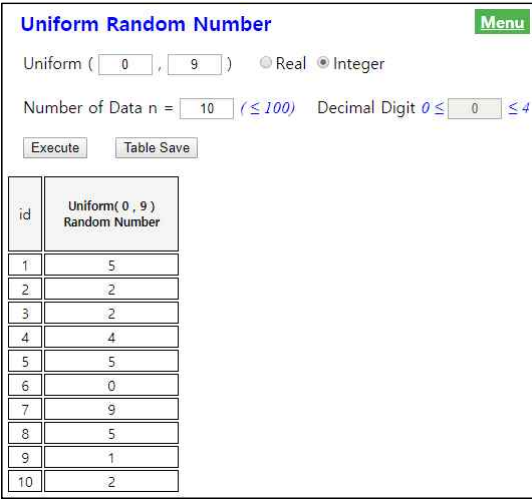 Uniform Random Number Menu
Uniform ( 0 , 9 ) Real Integer
Number of Data n = 10 ( ≤ 100) Decimal Digit 0 ≤ 0 ≤ 4
Execute Table Save
id Uniform( 0 , 9 )
Random Number
1 5
2 2
3 2
4 4
5 5
6 0
7 9
8 5
9 1
10 2